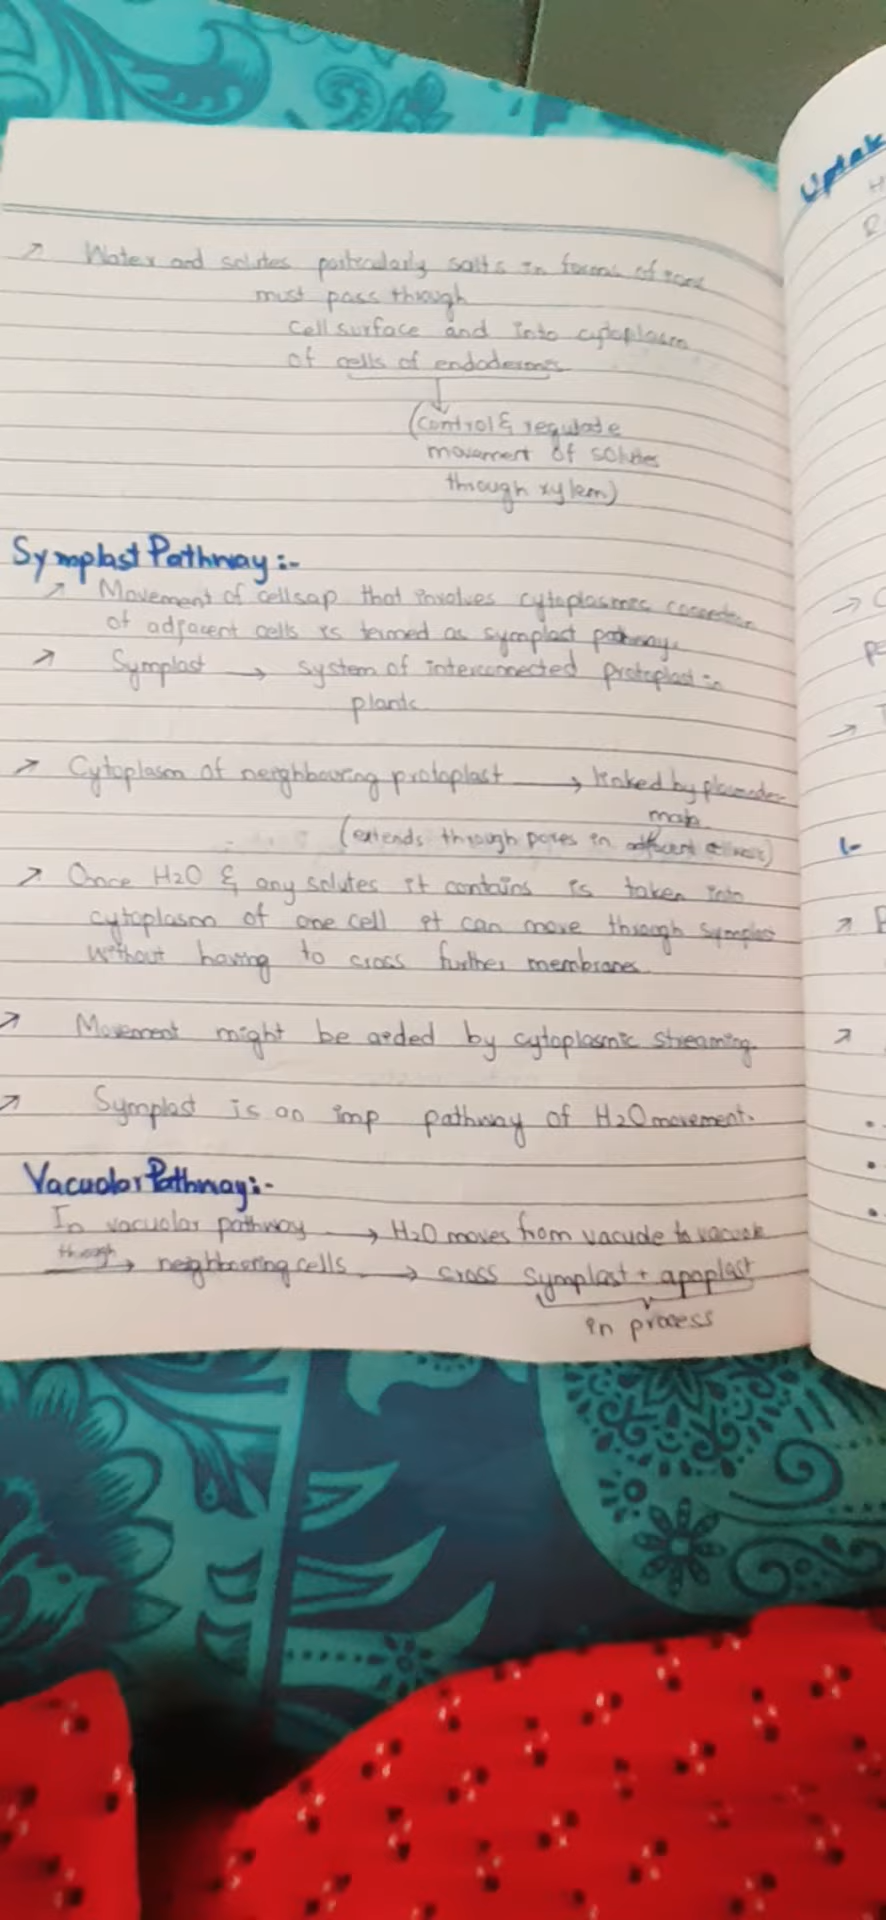 ↗ Water and solutes particularly salts in forms of ions
must pass through
cell surface and into cytoplasm
of cells of endodermis
(control & regulate
movement of solutes
through xylem)
Symplast Pathway:-
↗ Movement of cellsap that involves cytoplasmic connection
of adjacent cells is termed as symplast pathway.
↗ Symplast → system of interconnected protoplast in
plants
↗ Cytoplasm of neighbouring protoplast → linked by plasmodes-
mata
(extends through pores in adjacent
↗ Once H2O & any solutes it contains is taken into
cytoplasm of one cell it can move through symplast
without having to cross further membranes
↗ Movement might be aided by cytoplasmic streaming.
↗ Symplast is an imp pathway of H2O movement.
Vacuolar Pathway:-
In vacuolar pathway → H2O moves from vacuole to vacuole
through → neighbouring cells → cross symplast + apoplast
in process
Uptak